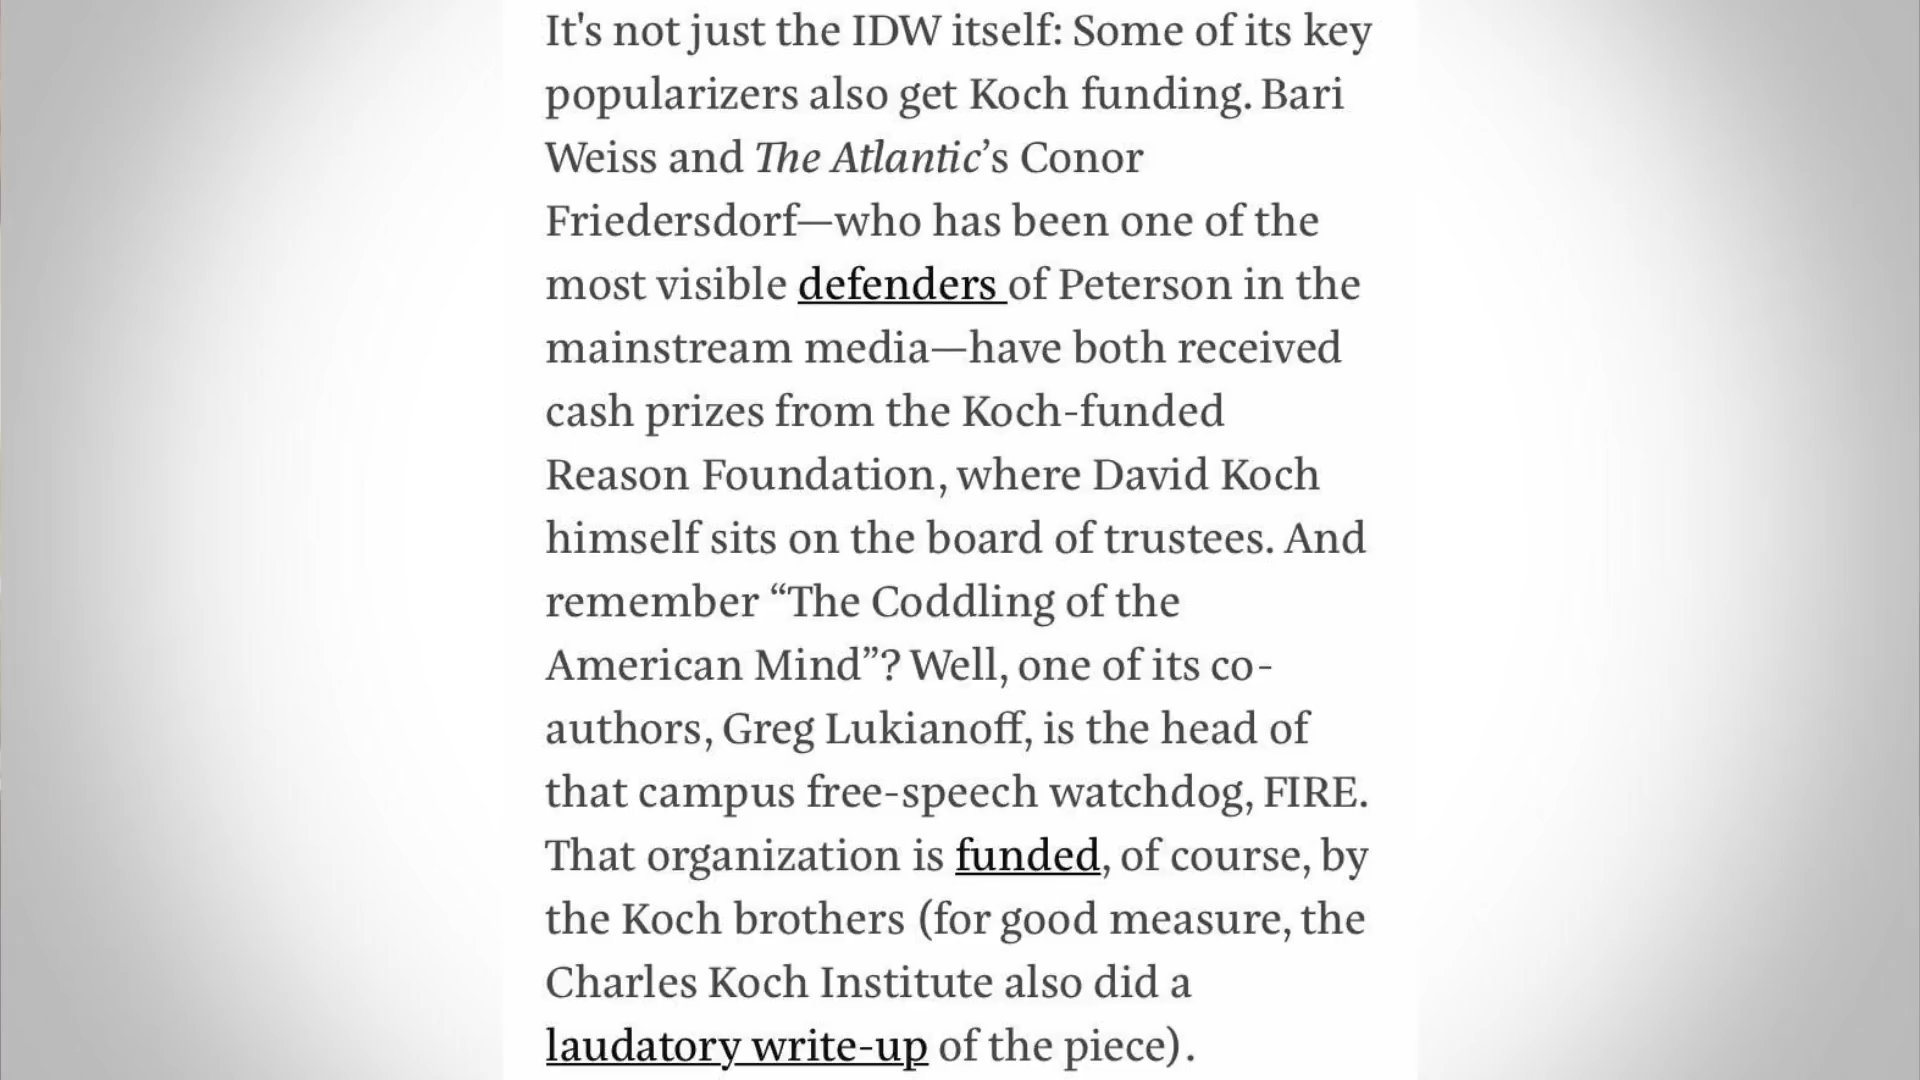 It's not just the IDW itself: Some of its key
popularizers also get Koch funding. Bari
Weiss and The Atlantic’s Conor
Friedersdorf—who has been one of the
most visible defenders of Peterson in the
mainstream media—have both received
cash prizes from the Koch-funded
Reason Foundation, where David Koch
himself sits on the board of trustees. And
remember “The Coddling of the
American Mind”? Well, one of its co-
authors, Greg Lukianoff, is the head of
that campus free-speech watchdog, FIRE.
That organization is funded, of course, by
the Koch brothers (for good measure, the
Charles Koch Institute also did a
laudatory write-up of the piece).